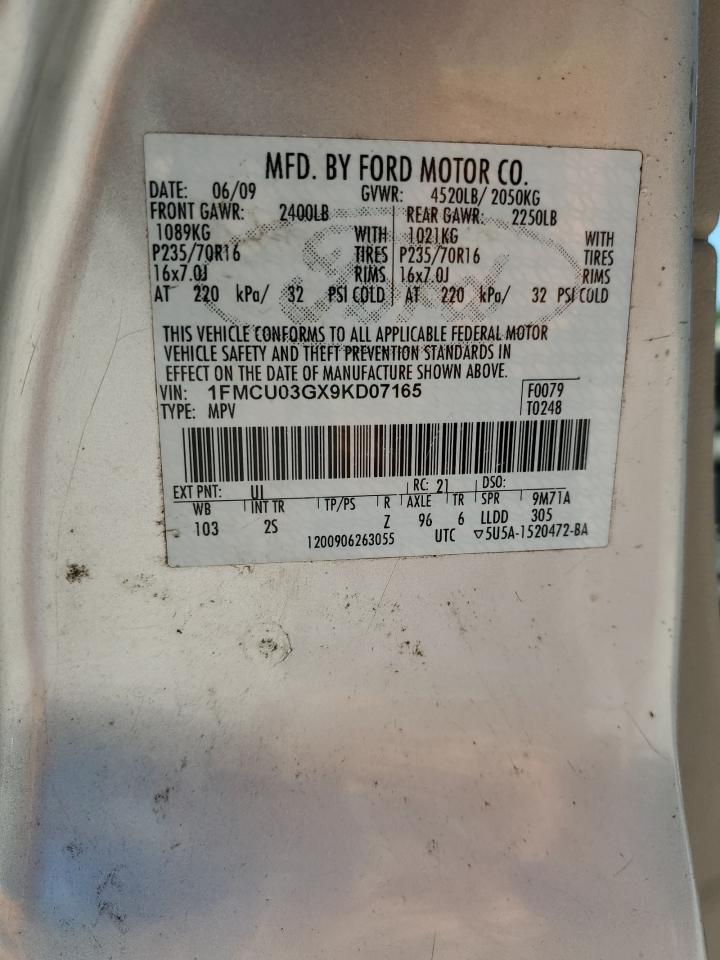 MFD. BY FORD MOTOR CO.
DATE: 06/09 GVWR: 4520LB/ 2050KG
FRONT GAWR: 2400LB REAR GAWR: 2250LB
1089KG WITH 1021KG WITH
P235/70R16 TIRES P235/70R16 TIRES
16x7.0J RIMS 16x7.0J RIMS
AT 220 kPa/ 32 PSI COLD AT 220 kPa/ 32 PSI COLD
Ford
THIS VEHICLE CONFORMS TO ALL APPLICABLE FEDERAL MOTOR
VEHICLE SAFETY AND THEFT PREVENTION STANDARDS IN
EFFECT ON THE DATE OF MANUFACTURE SHOWN ABOVE.
VIN: 1FMCU03GX9KD07165 F0079
TYPE: MPV T0248
EXT PNT: UI RC: 21 DSO:
WB INT TR TP/PS R AXLE TR SPR 9M71A
103 2S Z 96 6 LLDD 305
1200906263055 UTC ▽5U5A-1520472-BA